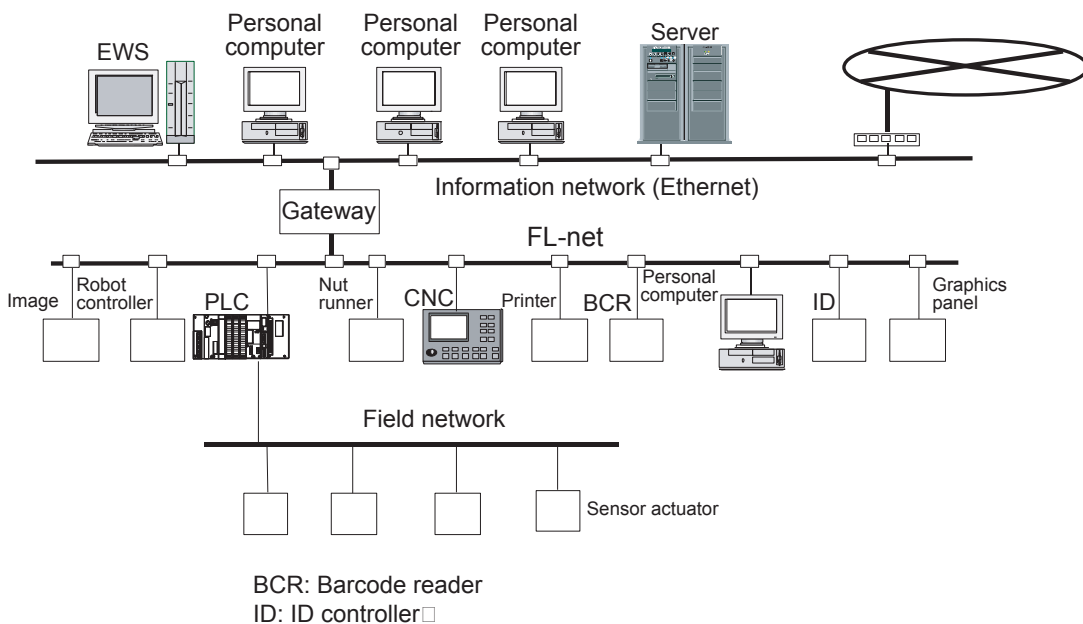 Personal
computer
Personal
computer
Personal
computer
EWS
Server
Information network (Ethernet)
Gateway
FL-net
Image
Robot
controller
PLC
Nut
runner
CNC
Printer
BCR
Personal
computer
ID
Graphics
panel
Field network
Sensor actuator
BCR: Barcode reader
ID: ID controller□